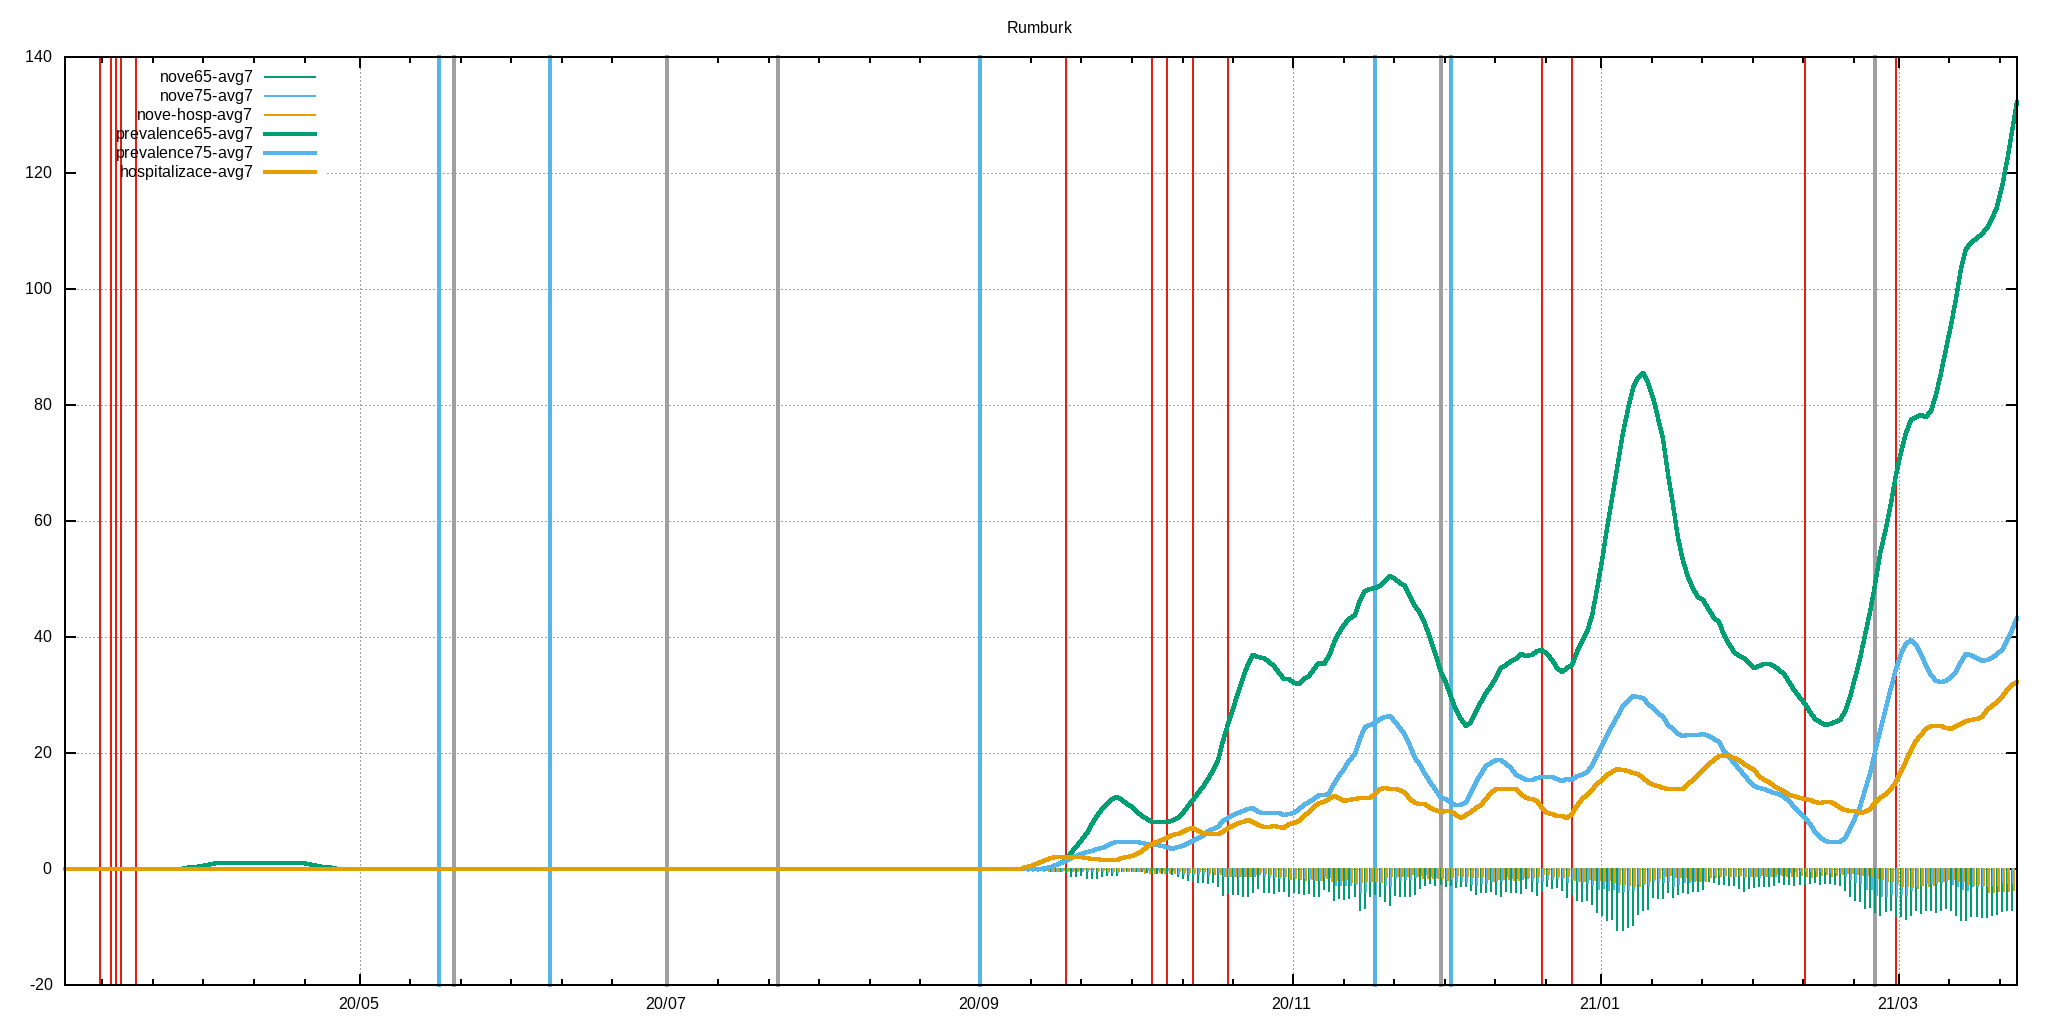 Rumburk
140
120
100
80
60
40
20
0
-20
nove65-avg7
nove75-avg7
nove-hosp-avg7
prevalence65-avg7
prevalence75-avg7
hospitalizace-avg7
20/05 20/07 20/09 20/11 21/01 21/03